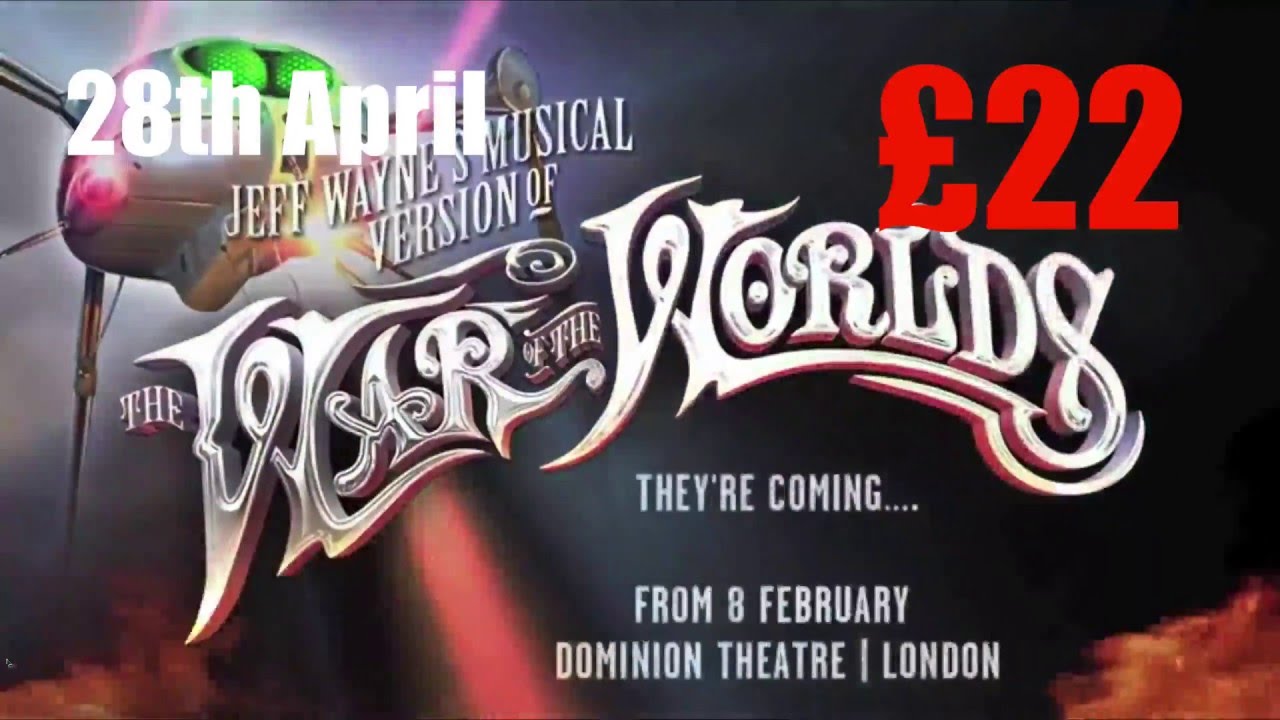 28th April
£22
JEFF WAYNE'S MUSICAL
VERSION OF
THE WAR OF THE WORLDS
THEY'RE COMING....
FROM 8 FEBRUARY
DOMINION THEATRE | LONDON